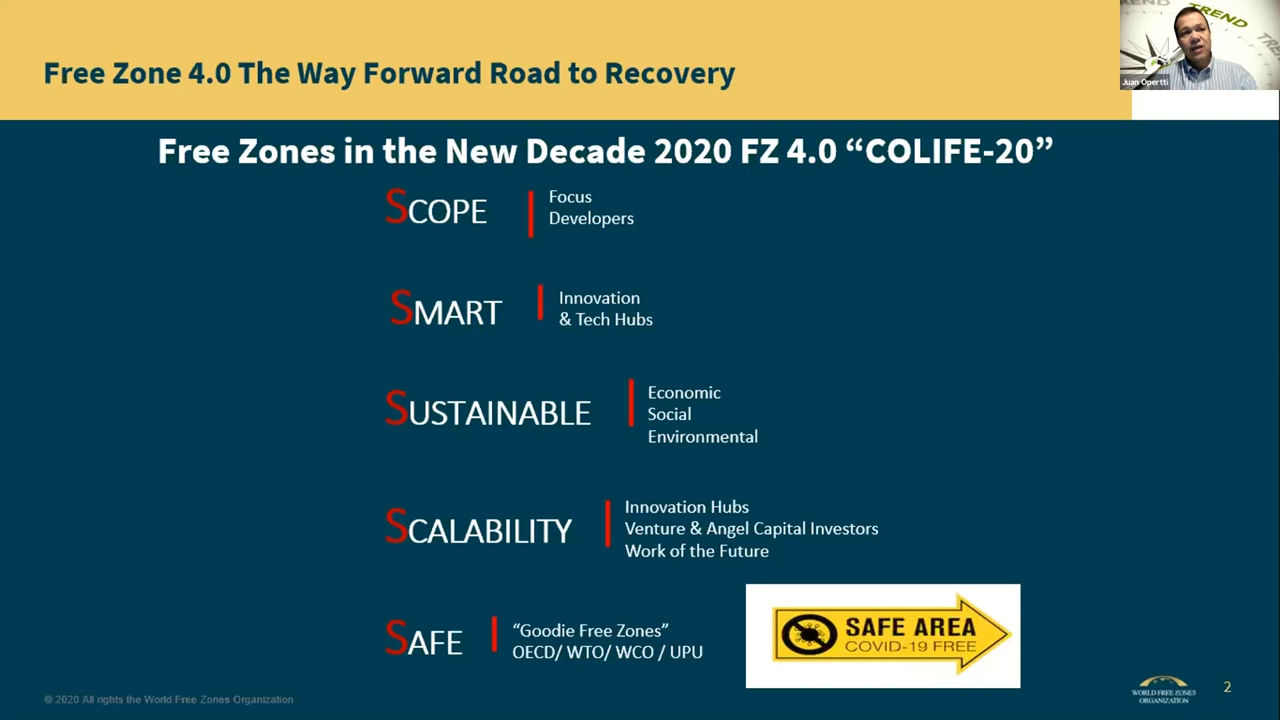 Free Zone 4.0 The Way Forward Road to Recovery
TREND
Juan Opertti
Free Zones in the New Decade 2020 FZ 4.0 “COLIFE-20”
SCOPE
Focus
Developers
SMART
Innovation
& Tech Hubs
SUSTAINABLE
Economic
Social
Environmental
SCALABILITY
Innovation Hubs
Venture & Angel Capital Investors
Work of the Future
SAFE
“Goodie Free Zones”
OECD/ WTO/ WCO / UPU
SAFE AREA
COVID-19 FREE
© 2020 All rights the World Free Zones Organization
WORLD FREE ZONES
ORGANIZATION
2